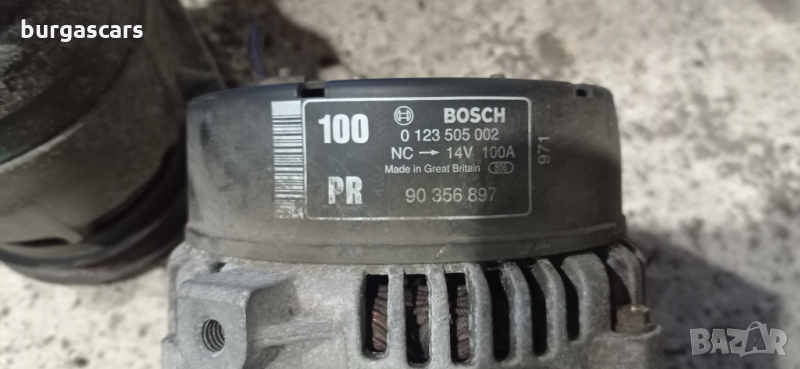 burgascars
100
BOSCH
0 123 505 002
NC → 14V 100A
Made in Great Britain
971
PR
90 356 897
BAZAR